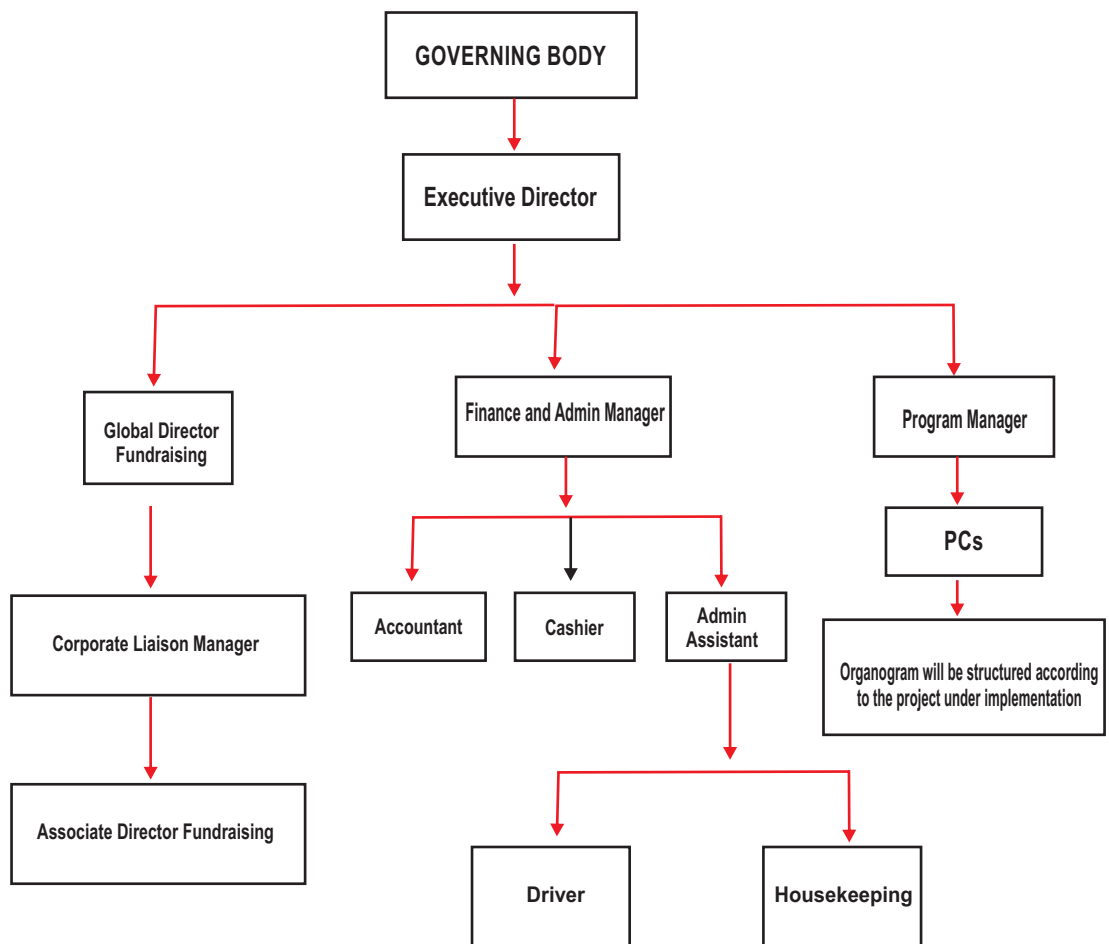 GOVERNING BODY
Executive Director
Global Director
Fundraising
Finance and Admin Manager
Program Manager
PCs
Corporate Liaison Manager
Accountant
Cashier
Admin
Assistant
Organogram will be structured according
to the project under implementation
Associate Director Fundraising
Driver
Housekeeping